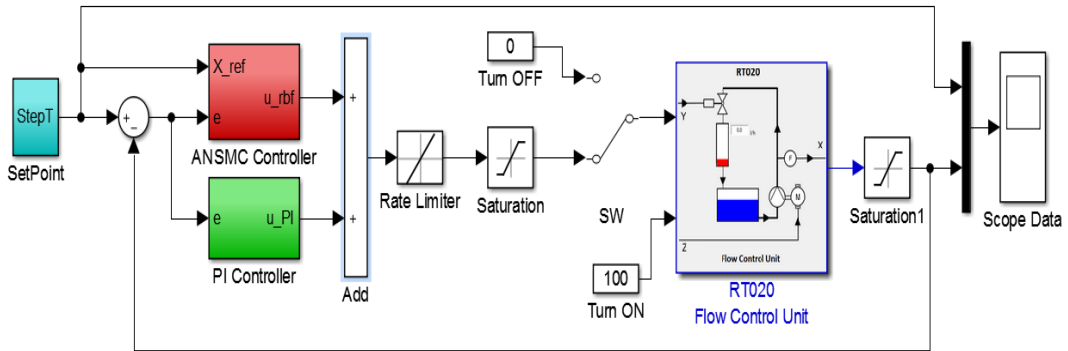 StepT
SetPoint
+
-
X_ref
u_rbf
e
ANSMC Controller
e
u_PI
PI Controller
+
+
Add
Rate Limiter
Saturation
0
Turn OFF
SW
100
Turn ON
RT020
Y
F
X
M
Z
Flow Control Unit
RT020
Flow Control Unit
Saturation1
Scope Data